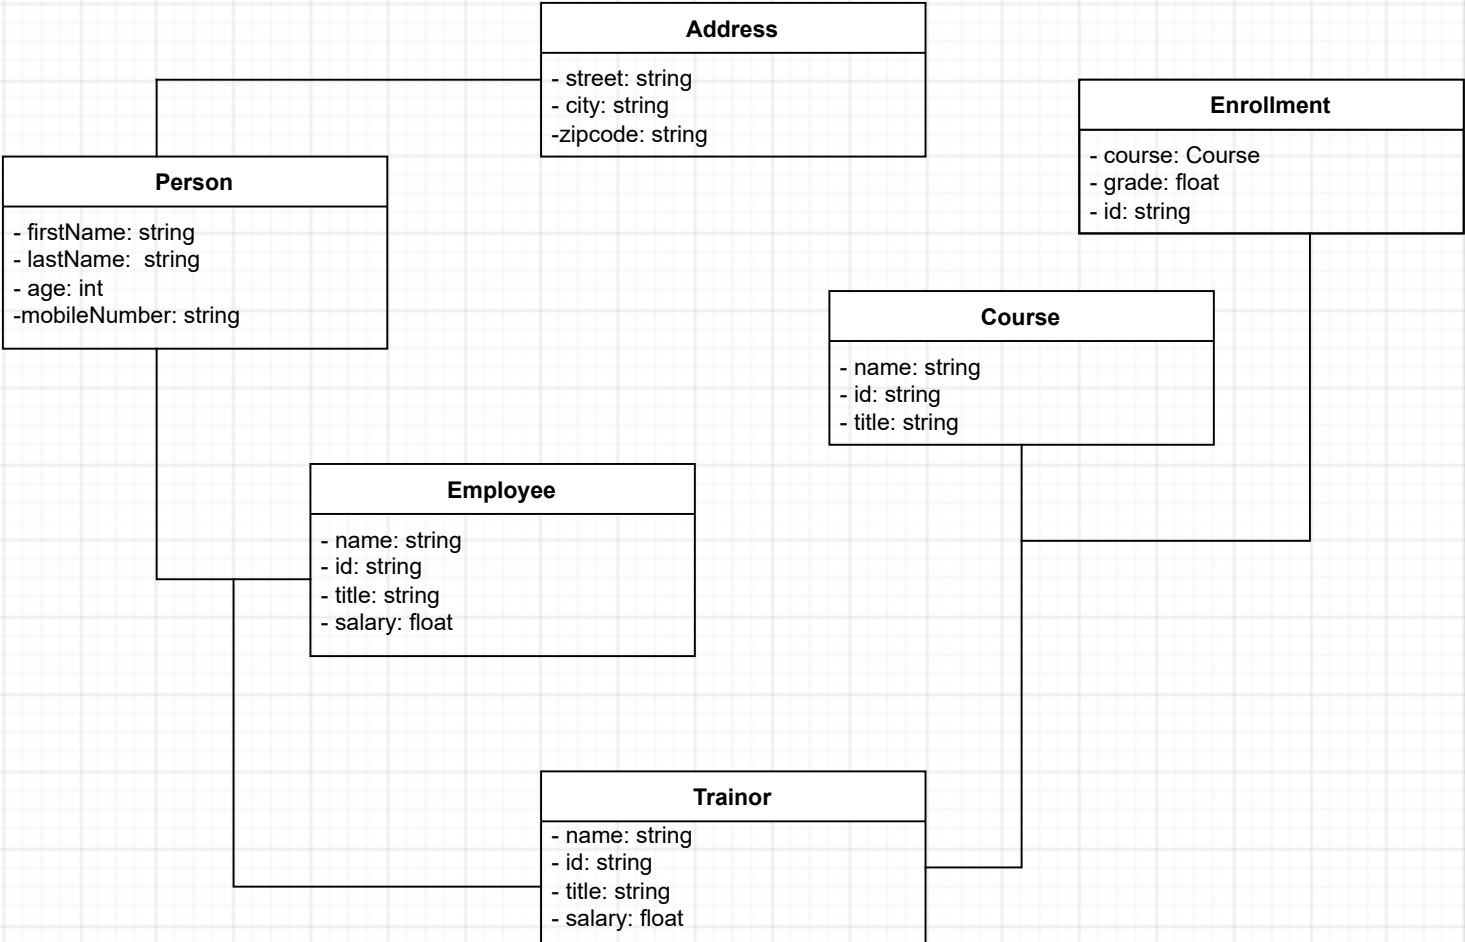 Address
- street: string
- city: string
-zipcode: string
Enrollment
- course: Course
- grade: float
- id: string
Person
- firstName: string
- lastName:  string
- age: int
-mobileNumber: string
Course
- name: string
- id: string
- title: string
Employee
- name: string
- id: string
- title: string
- salary: float
Trainor
- name: string
- id: string
- title: string
- salary: float